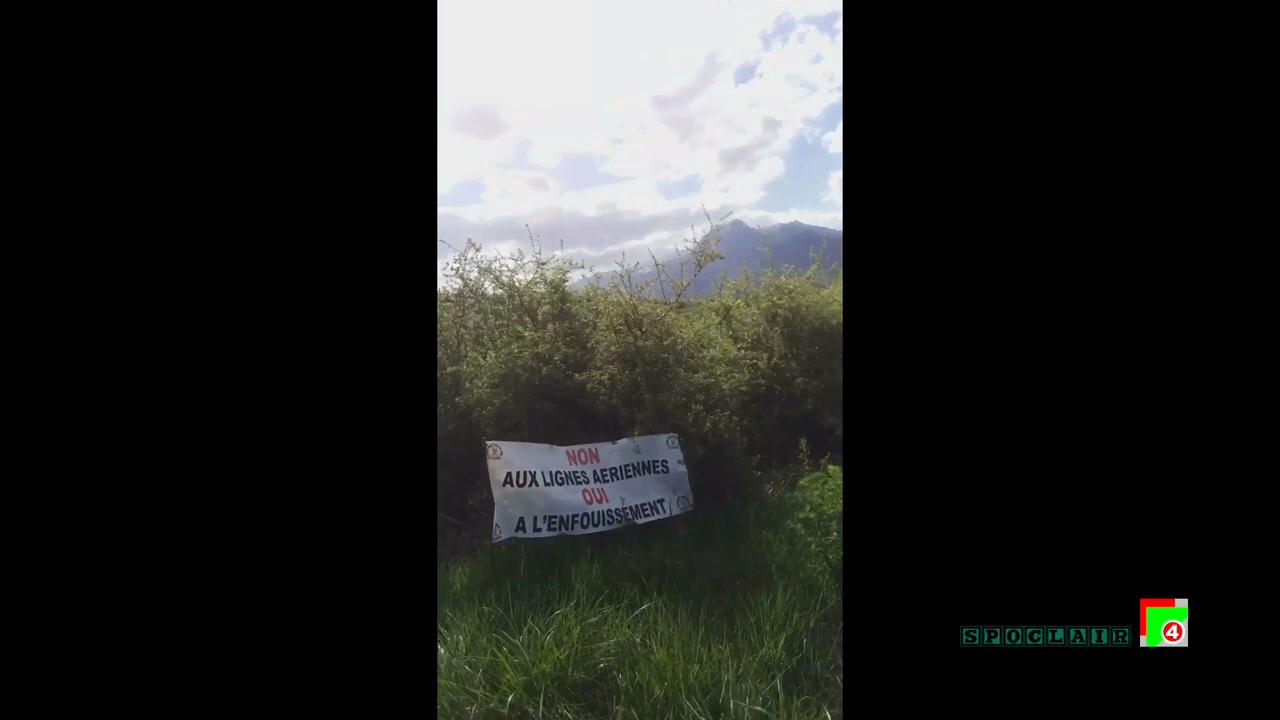 NON
AUX LIGNES AERIENNES
OUI
A L'ENFOUISSEMENT
SPOCLAIR
4